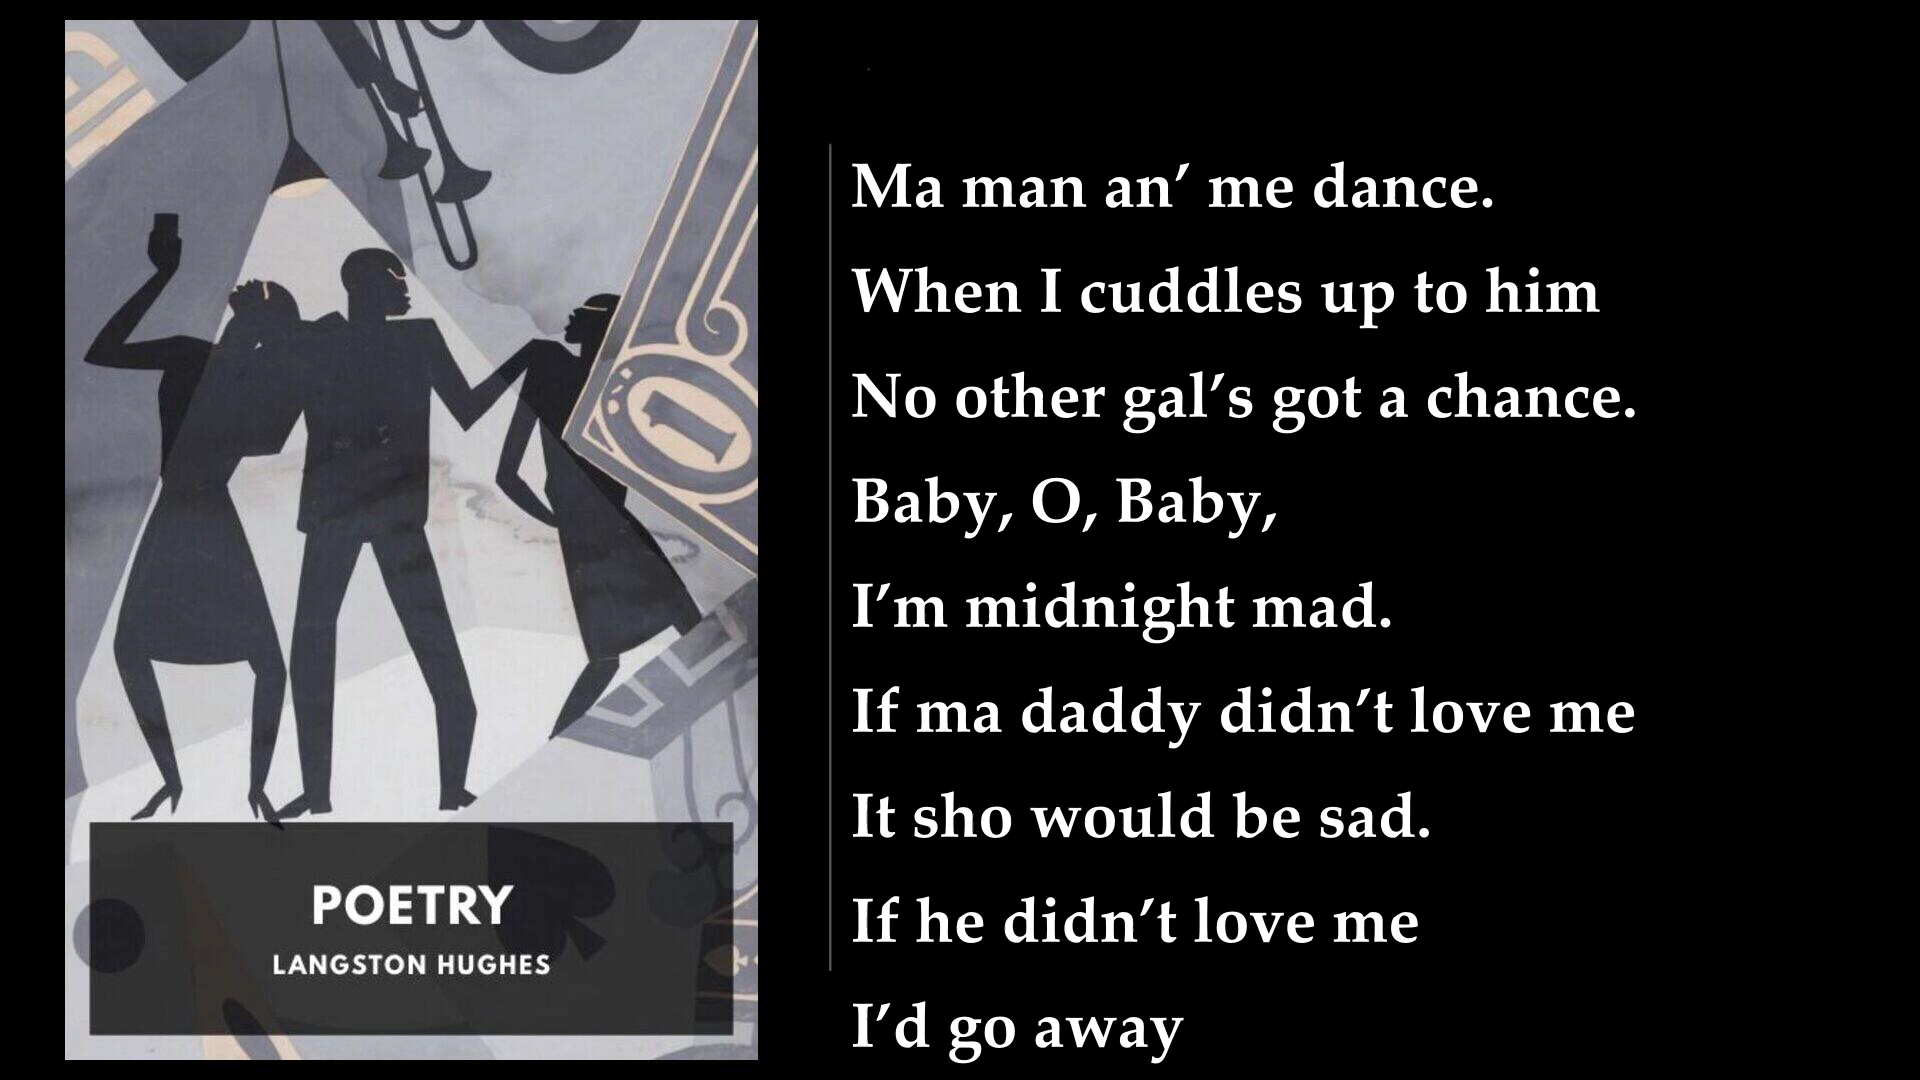 Ma man an’ me dance.
When I cuddles up to him
No other gal’s got a chance.
Baby, O, Baby,
I’m midnight mad.
If ma daddy didn’t love me
It sho would be sad.
If he didn’t love me
I’d go away
1
POETRY
LANGSTON HUGHES